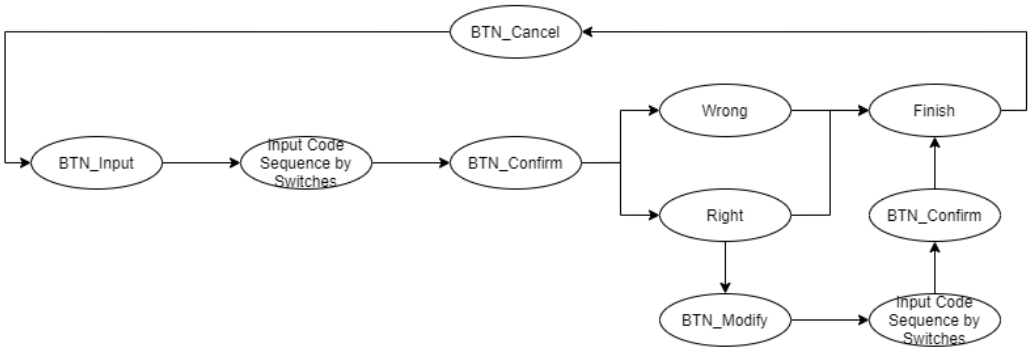 BTN_Cancel
Wrong
Finish
BTN_Input
Input Code
Sequence by
Switches
BTN_Confirm
Right
BTN_Confirm
BTN_Modify
Input Code
Sequence by
Switches